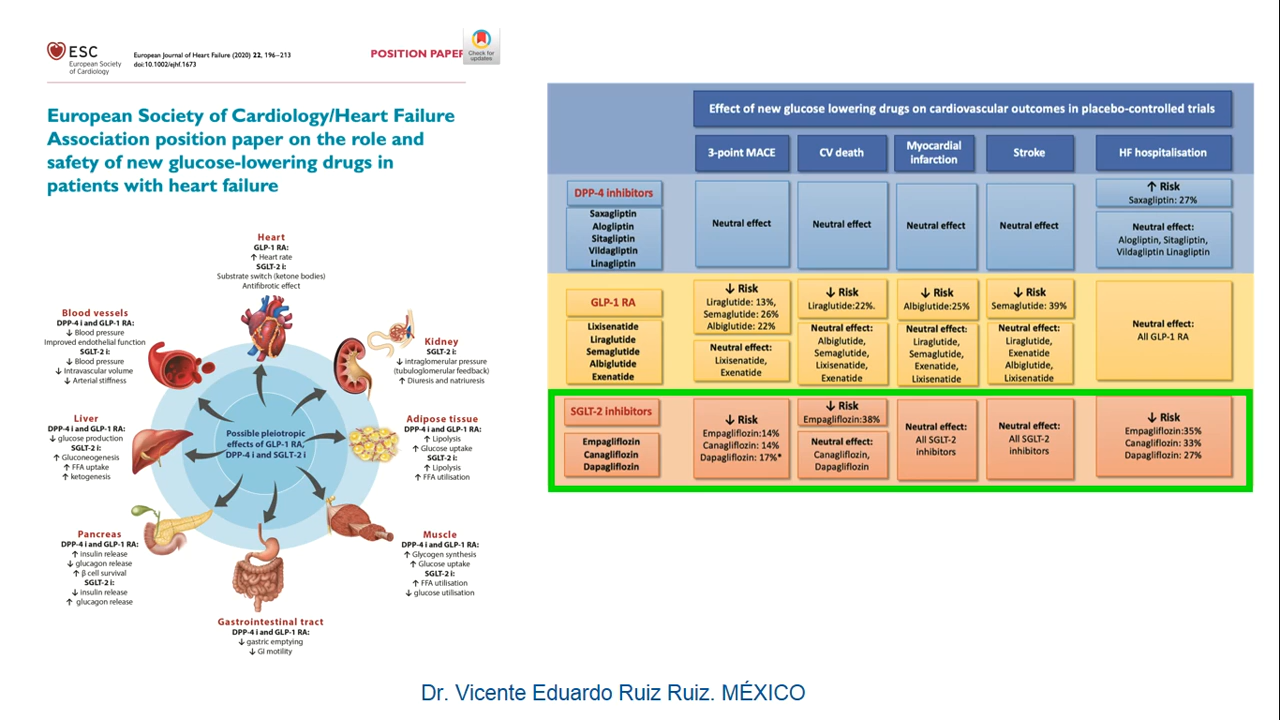 ESC
European Society
of Cardiology
European Journal of Heart Failure (2020) 22, 196–213
doi:10.1002/ejhf.1673
POSITION PAPER
Check for
updates
European Society of Cardiology/Heart Failure
Association position paper on the role and
safety of new glucose-lowering drugs in
patients with heart failure
Heart
GLP-1 RA:
↑ Heart rate
SGLT-2 i:
Substrate switch (ketone bodies)
Antifibrotic effect
Blood vessels
DPP-4 i and GLP-1 RA:
↓ Blood pressure
Improved endothelial function
SGLT-2 i:
↓ Blood pressure
↓ Intravascular volume
↓ Arterial stiffness
Kidney
SGLT-2 i:
↓ intraglomerular pressure
(tubuloglomerular feedback)
↑ Diuresis and natriuresis
Liver
DPP-4 i and GLP-1 RA:
↓ glucose production
SGLT-2 i:
↑ Gluconeogenesis
↑ FFA uptake
↑ ketogenesis
Possible pleiotropic
effects of GLP-1 RA,
DPP-4 i and SGLT-2 i
Adipose tissue
DPP-4 i and GLP-1 RA:
↑ Lipolysis
↑ Glucose uptake
SGLT-2 i:
↑ Lipolysis
↑ FFA utilisation
Pancreas
DPP-4 i and GLP-1 RA:
↑ insulin release
↓ glucagon release
↑ β cell survival
SGLT-2 i:
↓ insulin release
↑ glucagon release
Muscle
DPP-4 i and GLP-1 RA:
↑ Glycogen synthesis
↑ Glucose uptake
SGLT-2 i:
↑ FFA utilisation
↓ glucose utilisation
Gastrointestinal tract
DPP-4 i and GLP-1 RA:
↓ gastric emptying
↓ GI motility
Effect of new glucose lowering drugs on cardiovascular outcomes in placebo-controlled trials
3-point MACE
CV death
Myocardial
infarction
Stroke
HF hospitalisation
DPP-4 inhibitors
Saxagliptin
Alogliptin
Sitagliptin
Vildagliptin
Linagliptin
Neutral effect
Neutral effect
Neutral effect
Neutral effect
↑ Risk
Saxagliptin: 27%
Neutral effect:
Alogliptin, Sitagliptin,
Vildagliptin Linagliptin
GLP-1 RA
Lixisenatide
Liraglutide
Semaglutide
Albiglutide
Exenatide
↓ Risk
Liraglutide: 13%,
Semaglutide: 26%
Albiglutide: 22%
Neutral effect:
Lixisenatide,
Exenatide
↓ Risk
Liraglutide:22%.
Neutral effect:
Albiglutide,
Semaglutide,
Lixisenatide,
Exenatide
↓ Risk
Albiglutide:25%
Neutral effect:
Liraglutide,
Semaglutide,
Exenatide,
Lixisenatide
↓ Risk
Semaglutide: 39%
Neutral effect:
Liraglutide,
Exenatide
Albiglutide,
Lixisenatide
Neutral effect:
All GLP-1 RA
SGLT-2 inhibitors
Empagliflozin
Canagliflozin
Dapagliflozin
↓ Risk
Empagliflozin:14%
Canagliflozin: 14%
Dapagliflozin: 17%*
↓ Risk
Empagliflozin:38%
Neutral effect:
Canagliflozin,
Dapagliflozin
Neutral effect:
All SGLT-2
inhibitors
Neutral effect:
All SGLT-2
inhibitors
↓ Risk
Empagliflozin:35%
Canagliflozin: 33%
Dapagliflozin: 27%
Dr. Vicente Eduardo Ruiz Ruiz. MÉXICO